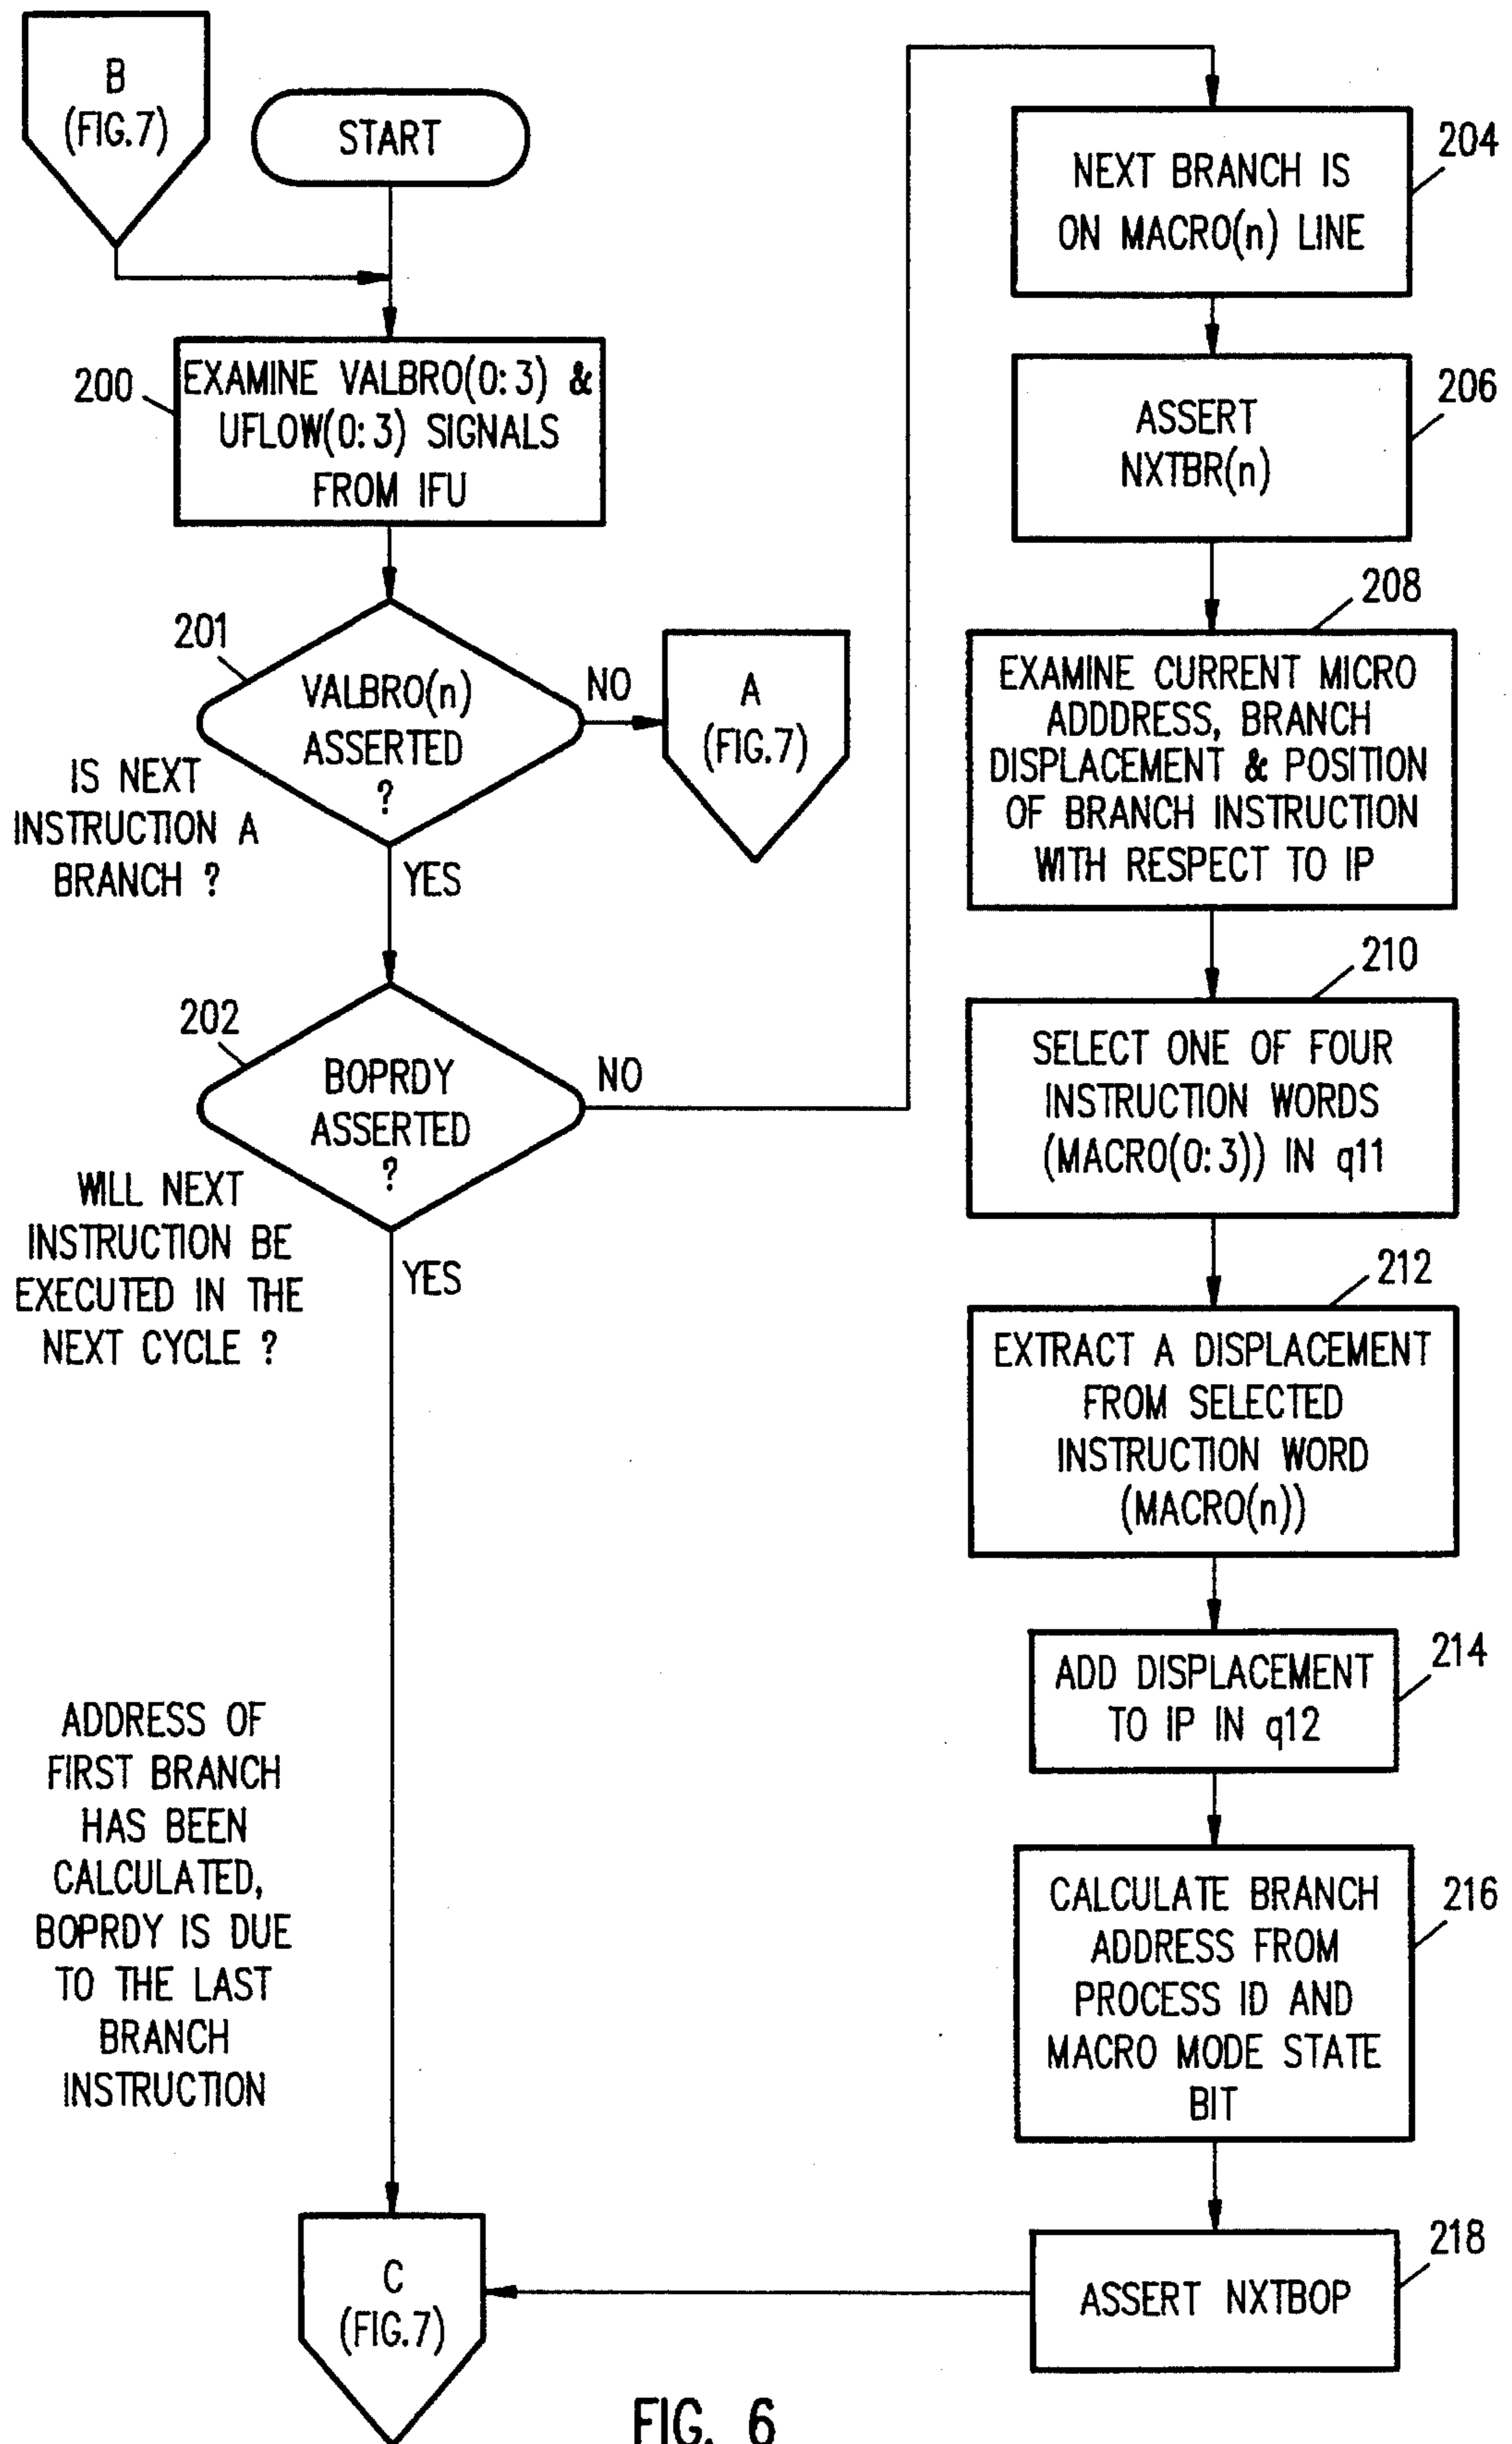 B
(FIG.7)
START
200
EXAMINE VALBRO(0:3) &
UFLOW(0:3) SIGNALS
FROM IFU
201
VALBRO(n)
ASSERTED
?
NO
A
(FIG.7)
IS NEXT
INSTRUCTION A
BRANCH ?
YES
202
BOPRDY
ASSERTED
?
NO
WILL NEXT
INSTRUCTION BE
EXECUTED IN THE
NEXT CYCLE ?
YES
ADDRESS OF
FIRST BRANCH
HAS BEEN
CALCULATED,
BOPRDY IS DUE
TO THE LAST
BRANCH
INSTRUCTION
C
(FIG.7)
204
NEXT BRANCH IS
ON MACRO(n) LINE
206
ASSERT
NXTBR(n)
208
EXAMINE CURRENT MICRO
ADDDRESS, BRANCH
DISPLACEMENT & POSITION
OF BRANCH INSTRUCTION
WITH RESPECT TO IP
210
SELECT ONE OF FOUR
INSTRUCTION WORDS
(MACRO(0:3)) IN q11
212
EXTRACT A DISPLACEMENT
FROM SELECTED
INSTRUCTION WORD
(MACRO(n))
214
ADD DISPLACEMENT
TO IP IN q12
216
CALCULATE BRANCH
ADDRESS FROM
PROCESS ID AND
MACRO MODE STATE
BIT
218
ASSERT NXTBOP
FIG. 6